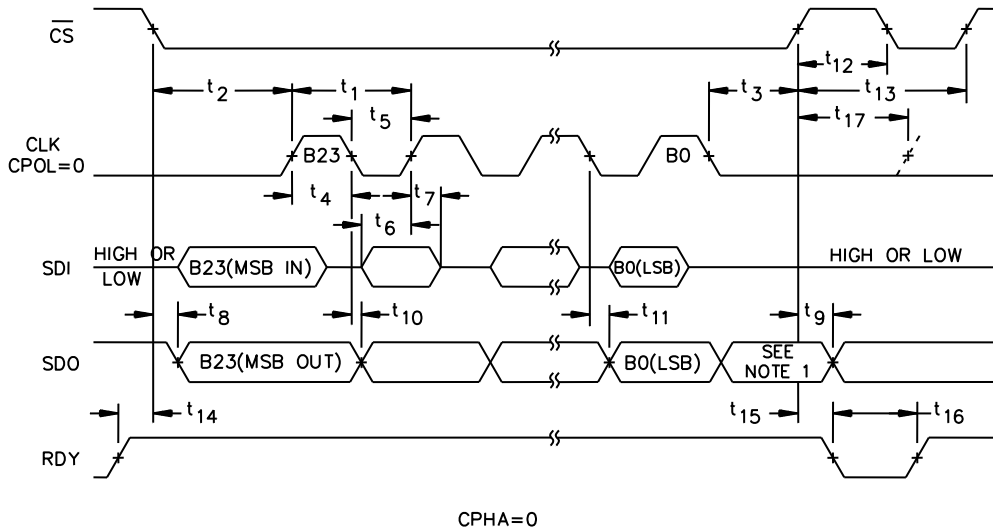 CS
t12
t2
t1
t3
t13
t5
t17
CLK
CPOL=0
B23
B0
t4
t7
t6
SDI
HIGH OR
LOW
B23(MSB IN)
B0(LSB)
HIGH OR LOW
t8
t10
t11
t9
SDO
B23(MSB OUT)
B0(LSB)
SEE
NOTE 1
t14
t15
t16
RDY
CPHA=0